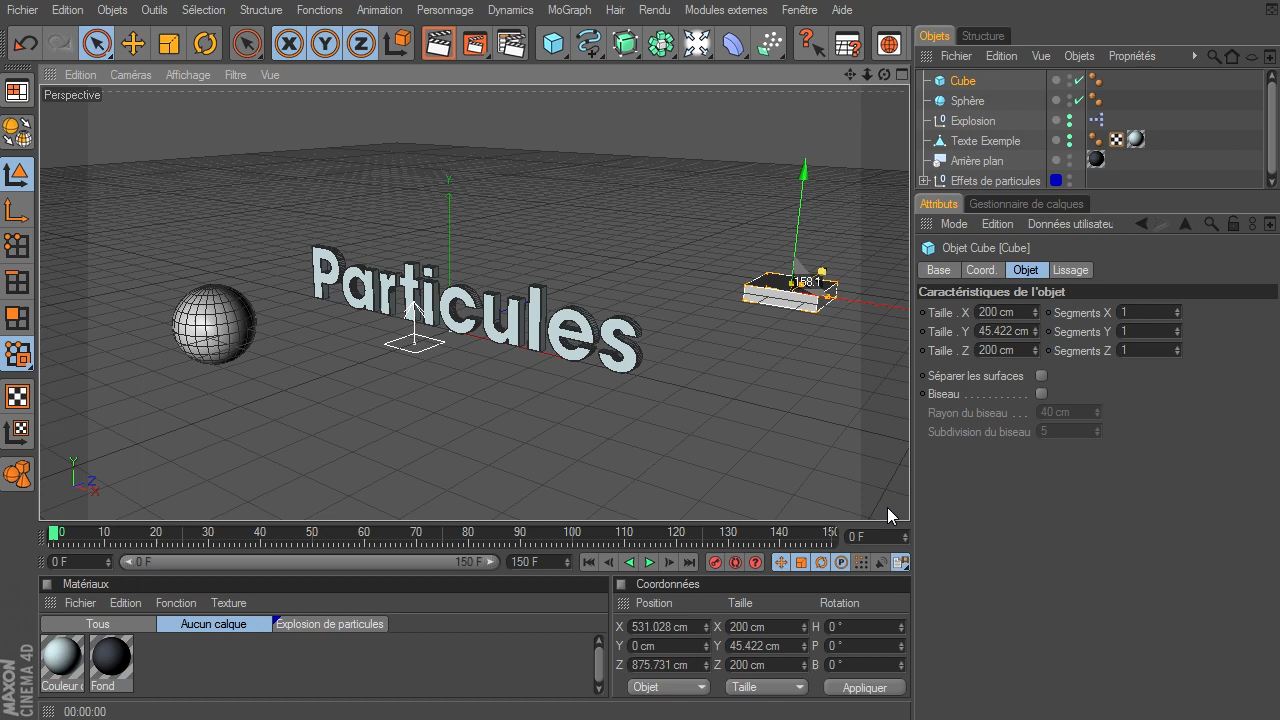 Fichier Edition Objets Outils Sélection Structure Fonctions Animation Personnage Dynamics MoGraph Hair Rendu Modules externes Fenêtre Aide
X Y Z
Objets Structure
Fichier Edition Vue Objets Propriétés
Edition Caméras Affichage Filtre Vue
Perspective
Cube
Sphère
Explosion
Texte Exemple
Arrière plan
Effets de particules
Attributs Gestionnaire de calques
Mode Edition Données utilisateu
Objet Cube [Cube]
Base Coord. Objet Lissage
Caractéristiques de l'objet
Taille . X 200 cm Segments X 1
Taille . Y 45.422 cm Segments Y 1
Taille . Z 200 cm Segments Z 1
Séparer les surfaces
Biseau
Rayon du biseau . . . 40 cm
Subdivision du biseau 5
Y
158.1
Particules
Y
Z
X
0 10 20 30 40 50 60 70 80 90 100 110 120 130 140 15(
0 F
0 F 0 F 150 F 150 F
Matériaux
Fichier Edition Fonction Texture
Tous Aucun calque Explosion de particules
Couleur c Fond
Coordonnées
Position Taille Rotation
X 531.028 cm X 200 cm H 0 °
Y 0 cm Y 45.422 cm P 0 °
Z 875.731 cm Z 200 cm B 0 °
Objet Taille Appliquer
MAXON
CINEMA 4D
00:00:00